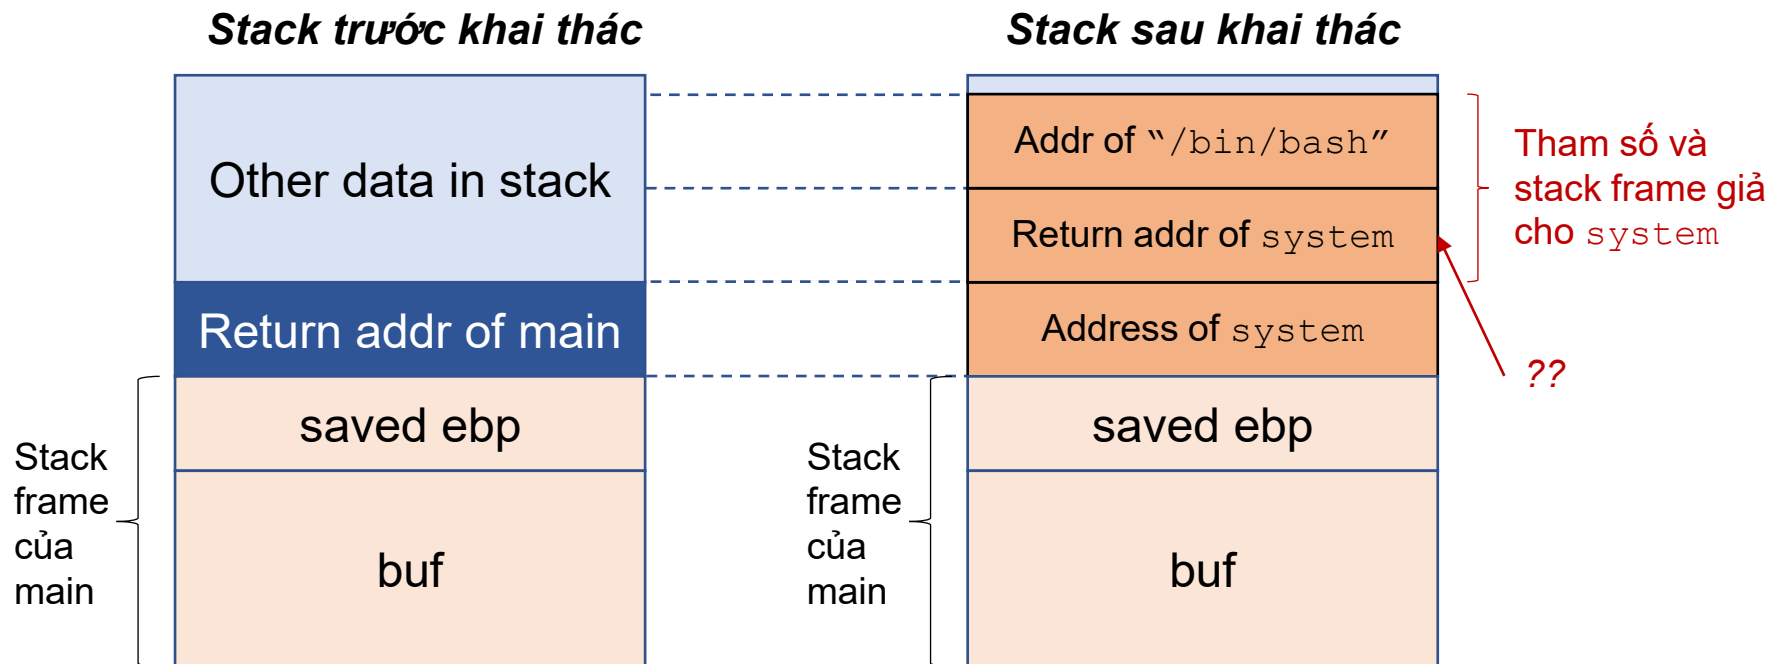 Stack trước khai thác
Other data in stack
Return addr of main
saved ebp
buf
Stack
frame
của
main
Stack sau khai thác
Addr of “/bin/bash”
Return addr of system
Address of system
saved ebp
buf
Stack
frame
của
main
Tham số và
stack frame giả
cho system
??